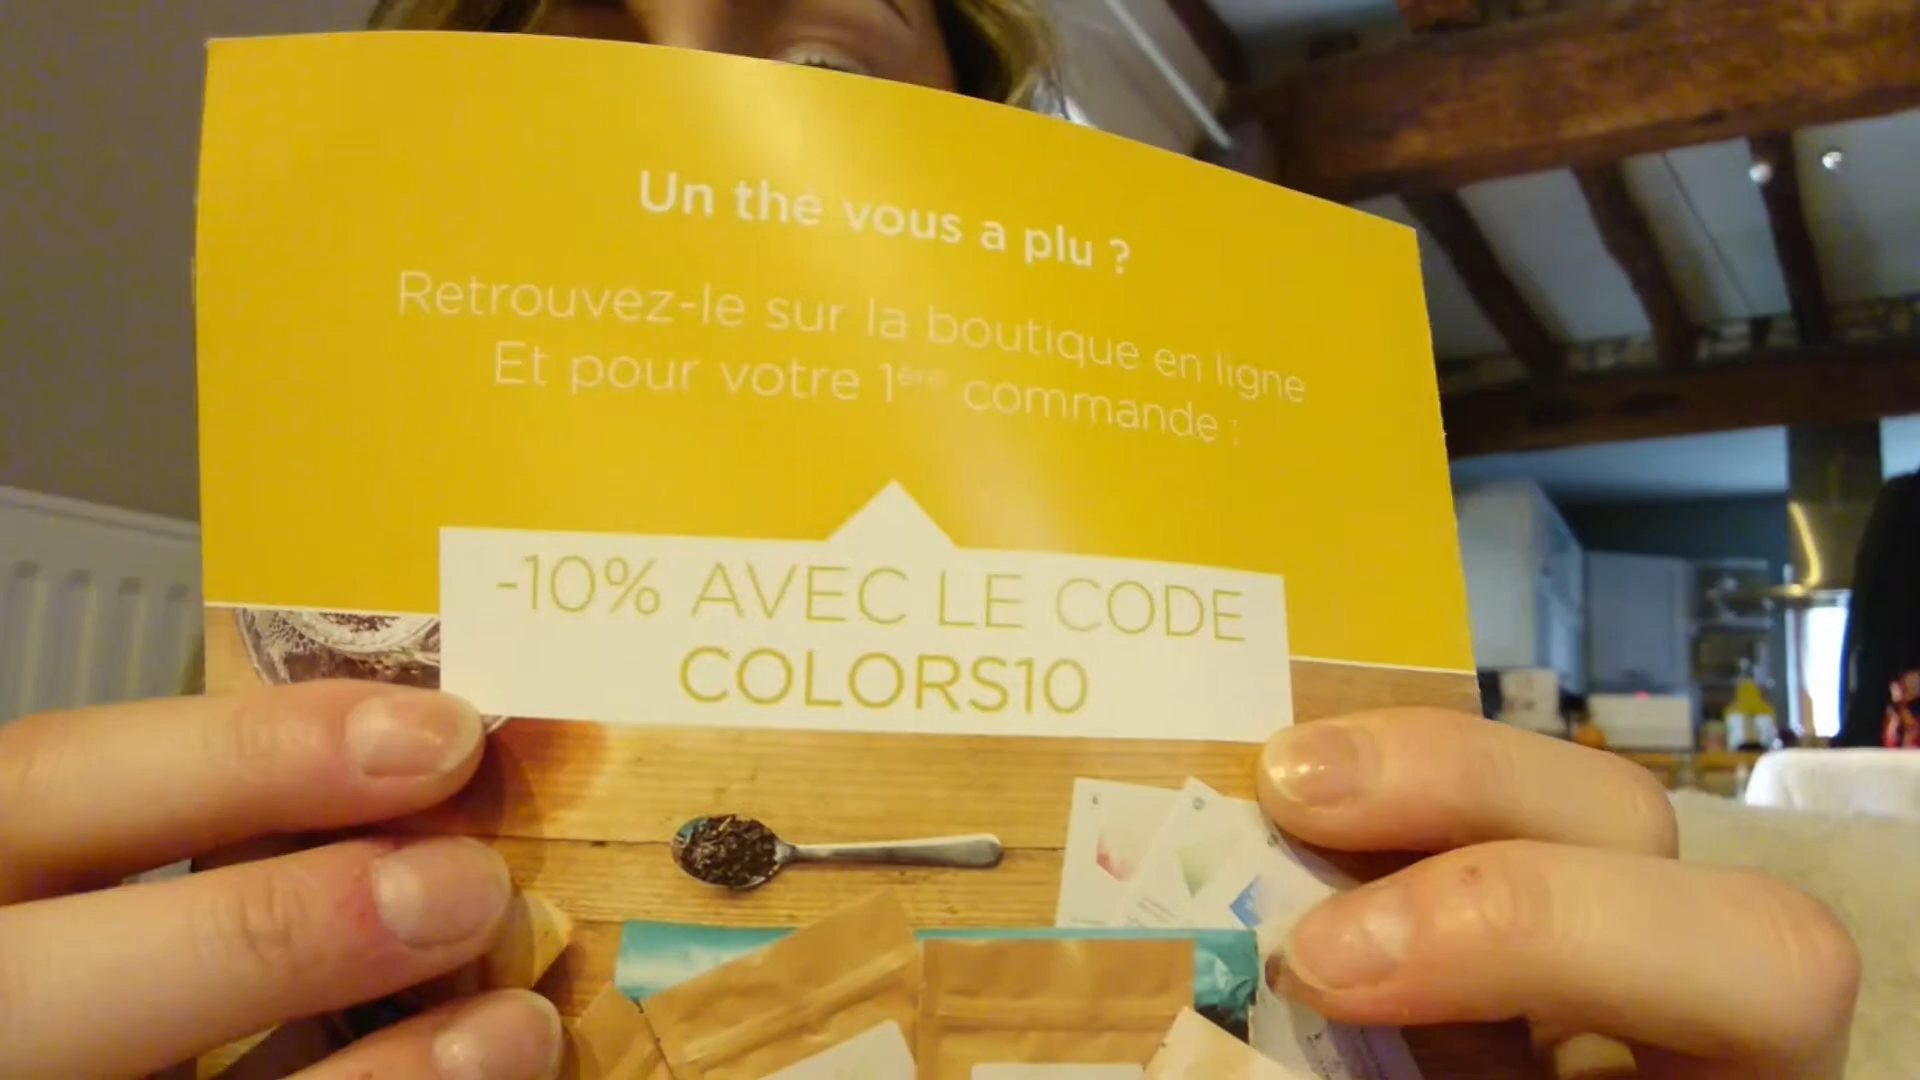 Un thé vous a plu ?
Retrouvez-le sur la boutique en ligne
Et pour votre 1ère commande :
-10% AVEC LE CODE
COLORS10